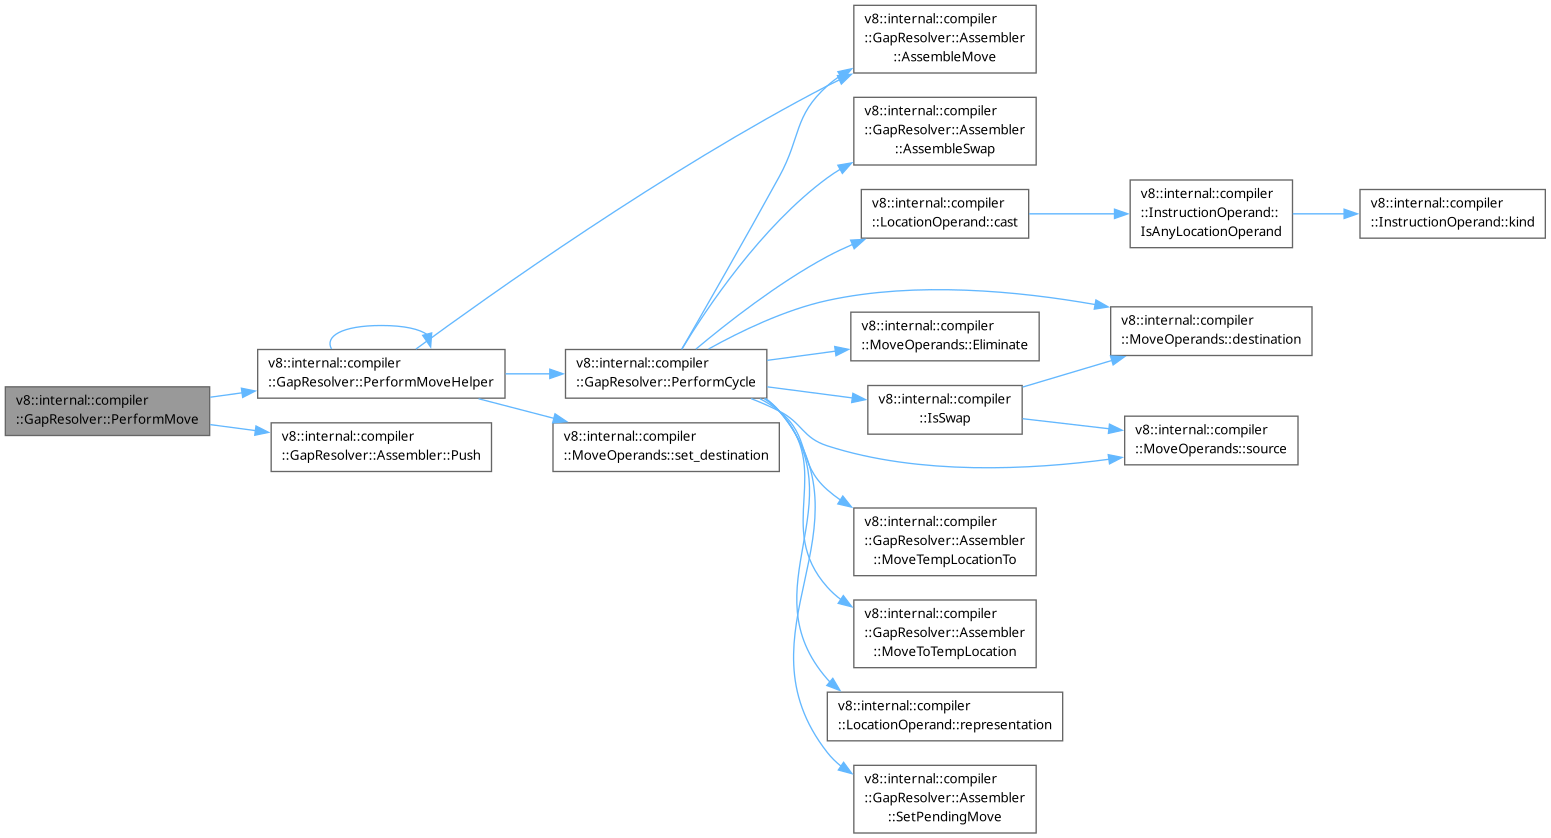 v8::internal::compiler
::GapResolver::PerformMove
v8::internal::compiler
::GapResolver::PerformMoveHelper
v8::internal::compiler
::GapResolver::Assembler::Push
v8::internal::compiler
::GapResolver::PerformCycle
v8::internal::compiler
::MoveOperands::set_destination
v8::internal::compiler
::GapResolver::Assembler
::AssembleMove
v8::internal::compiler
::GapResolver::Assembler
::AssembleSwap
v8::internal::compiler
::LocationOperand::cast
v8::internal::compiler
::InstructionOperand::
IsAnyLocationOperand
v8::internal::compiler
::InstructionOperand::kind
v8::internal::compiler
::MoveOperands::destination
v8::internal::compiler
::MoveOperands::Eliminate
v8::internal::compiler
::IsSwap
v8::internal::compiler
::MoveOperands::source
v8::internal::compiler
::GapResolver::Assembler
::MoveTempLocationTo
v8::internal::compiler
::GapResolver::Assembler
::MoveToTempLocation
v8::internal::compiler
::LocationOperand::representation
v8::internal::compiler
::GapResolver::Assembler
::SetPendingMove